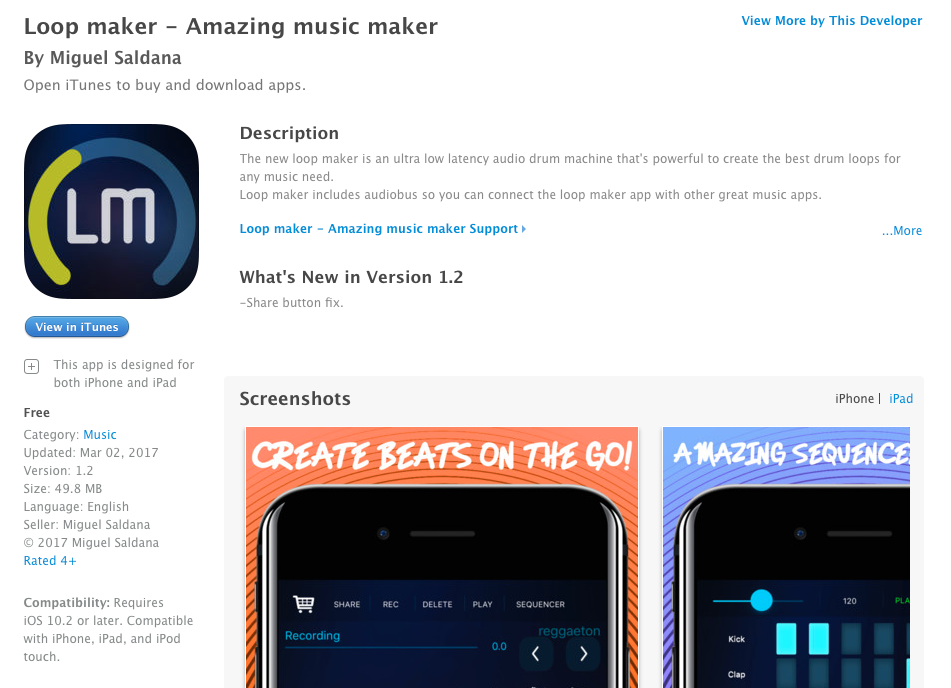 Loop maker - Amazing music maker
View More by This Developer
By Miguel Saldana
Open iTunes to buy and download apps.
LM
View in iTunes
This app is designed for
both iPhone and iPad
Free
Category: Music
Updated: Mar 02, 2017
Version: 1.2
Size: 49.8 MB
Language: English
Seller: Miguel Saldana
© 2017 Miguel Saldana
Rated 4+
Compatibility: Requires
iOS 10.2 or later. Compatible
with iPhone, iPad, and iPod
touch.
Description
The new loop maker is an ultra low latency audio drum machine that's powerful to create the best drum loops for
any music need.
Loop maker includes audiobus so you can connect the loop maker app with other great music apps.
Loop maker - Amazing music maker Support
...More
What's New in Version 1.2
-Share button fix.
Screenshots
iPhone | iPad
CREATE BEATS ON THE GO!
SHARE REC DELETE PLAY SEQUENCER
Recording
0.0
reggaeton
AMAZING SEQUENCE
120 PLA
Kick
Clap